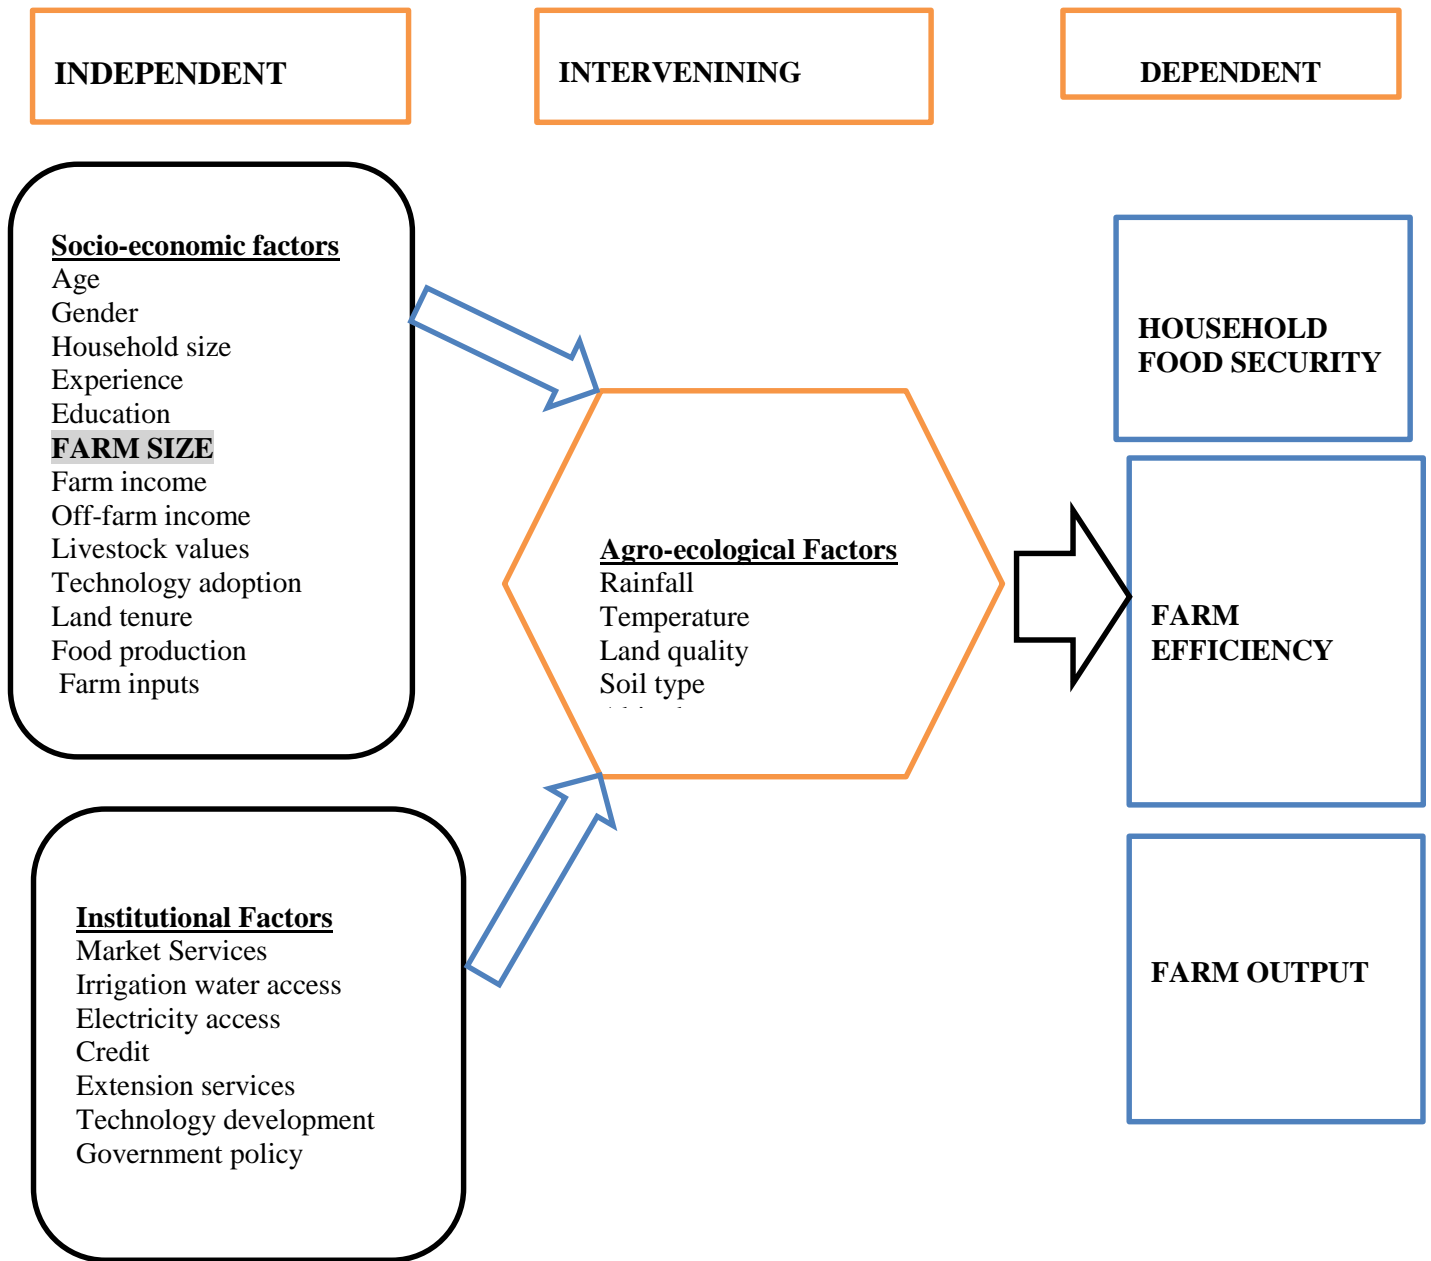 INDEPENDENT
INTERVENINING
DEPENDENT
Socio-economic factors
Age
Gender
Household size
Experience
Education
FARM SIZE
Farm income
Off-farm income
Livestock values
Technology adoption
Land tenure
Food production
Farm inputs
Institutional Factors
Market Services
Irrigation water access
Electricity access
Credit
Extension services
Technology development
Government policy
Agro-ecological Factors
Rainfall
Temperature
Land quality
Soil type
HOUSEHOLD
FOOD SECURITY
FARM
EFFICIENCY
FARM OUTPUT